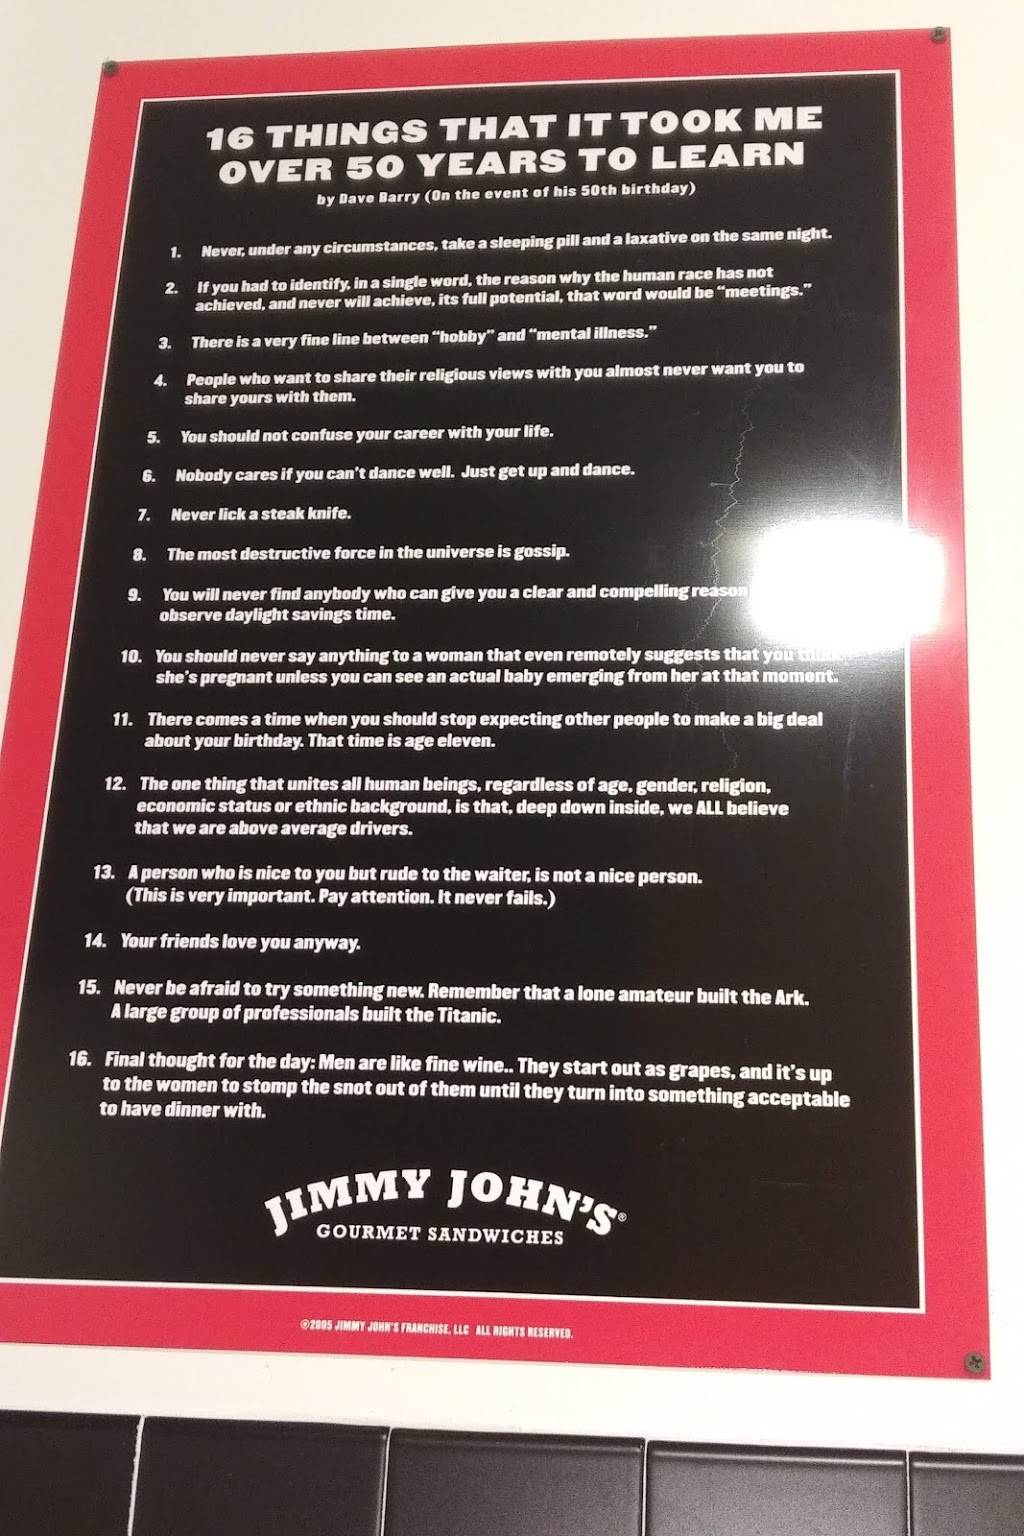 16 THINGS THAT IT TOOK ME
OVER 50 YEARS TO LEARN
by Dave Barry (On the event of his 50th birthday)
1. Never, under any circumstances, take a sleeping pill and a laxative on the same night.
2. If you had to identify, in a single word, the reason why the human race has not
achieved, and never will achieve, its full potential, that word would be “meetings.”
3. There is a very fine line between “hobby” and “mental illness.”
4. People who want to share their religious views with you almost never want you to
share yours with them.
5. You should not confuse your career with your life.
6. Nobody cares if you can’t dance well. Just get up and dance.
7. Never lick a steak knife.
8. The most destructive force in the universe is gossip.
9. You will never find anybody who can give you a clear and compelling reason
observe daylight savings time.
10. You should never say anything to a woman that even remotely suggests that you think
she’s pregnant unless you can see an actual baby emerging from her at that moment.
11. There comes a time when you should stop expecting other people to make a big deal
about your birthday. That time is age eleven.
12. The one thing that unites all human beings, regardless of age, gender, religion,
economic status or ethnic background, is that, deep down inside, we ALL believe
that we are above average drivers.
13. A person who is nice to you but rude to the waiter, is not a nice person.
(This is very important. Pay attention. It never fails.)
14. Your friends love you anyway.
15. Never be afraid to try something new. Remember that a lone amateur built the Ark.
A large group of professionals built the Titanic.
16. Final thought for the day: Men are like fine wine.. They start out as grapes, and it’s up
to the women to stomp the snot out of them until they turn into something acceptable
to have dinner with.
JIMMY JOHN’S®
GOURMET SANDWICHES
©2005 JIMMY JOHN’S FRANCHISE, LLC ALL RIGHTS RESERVED.